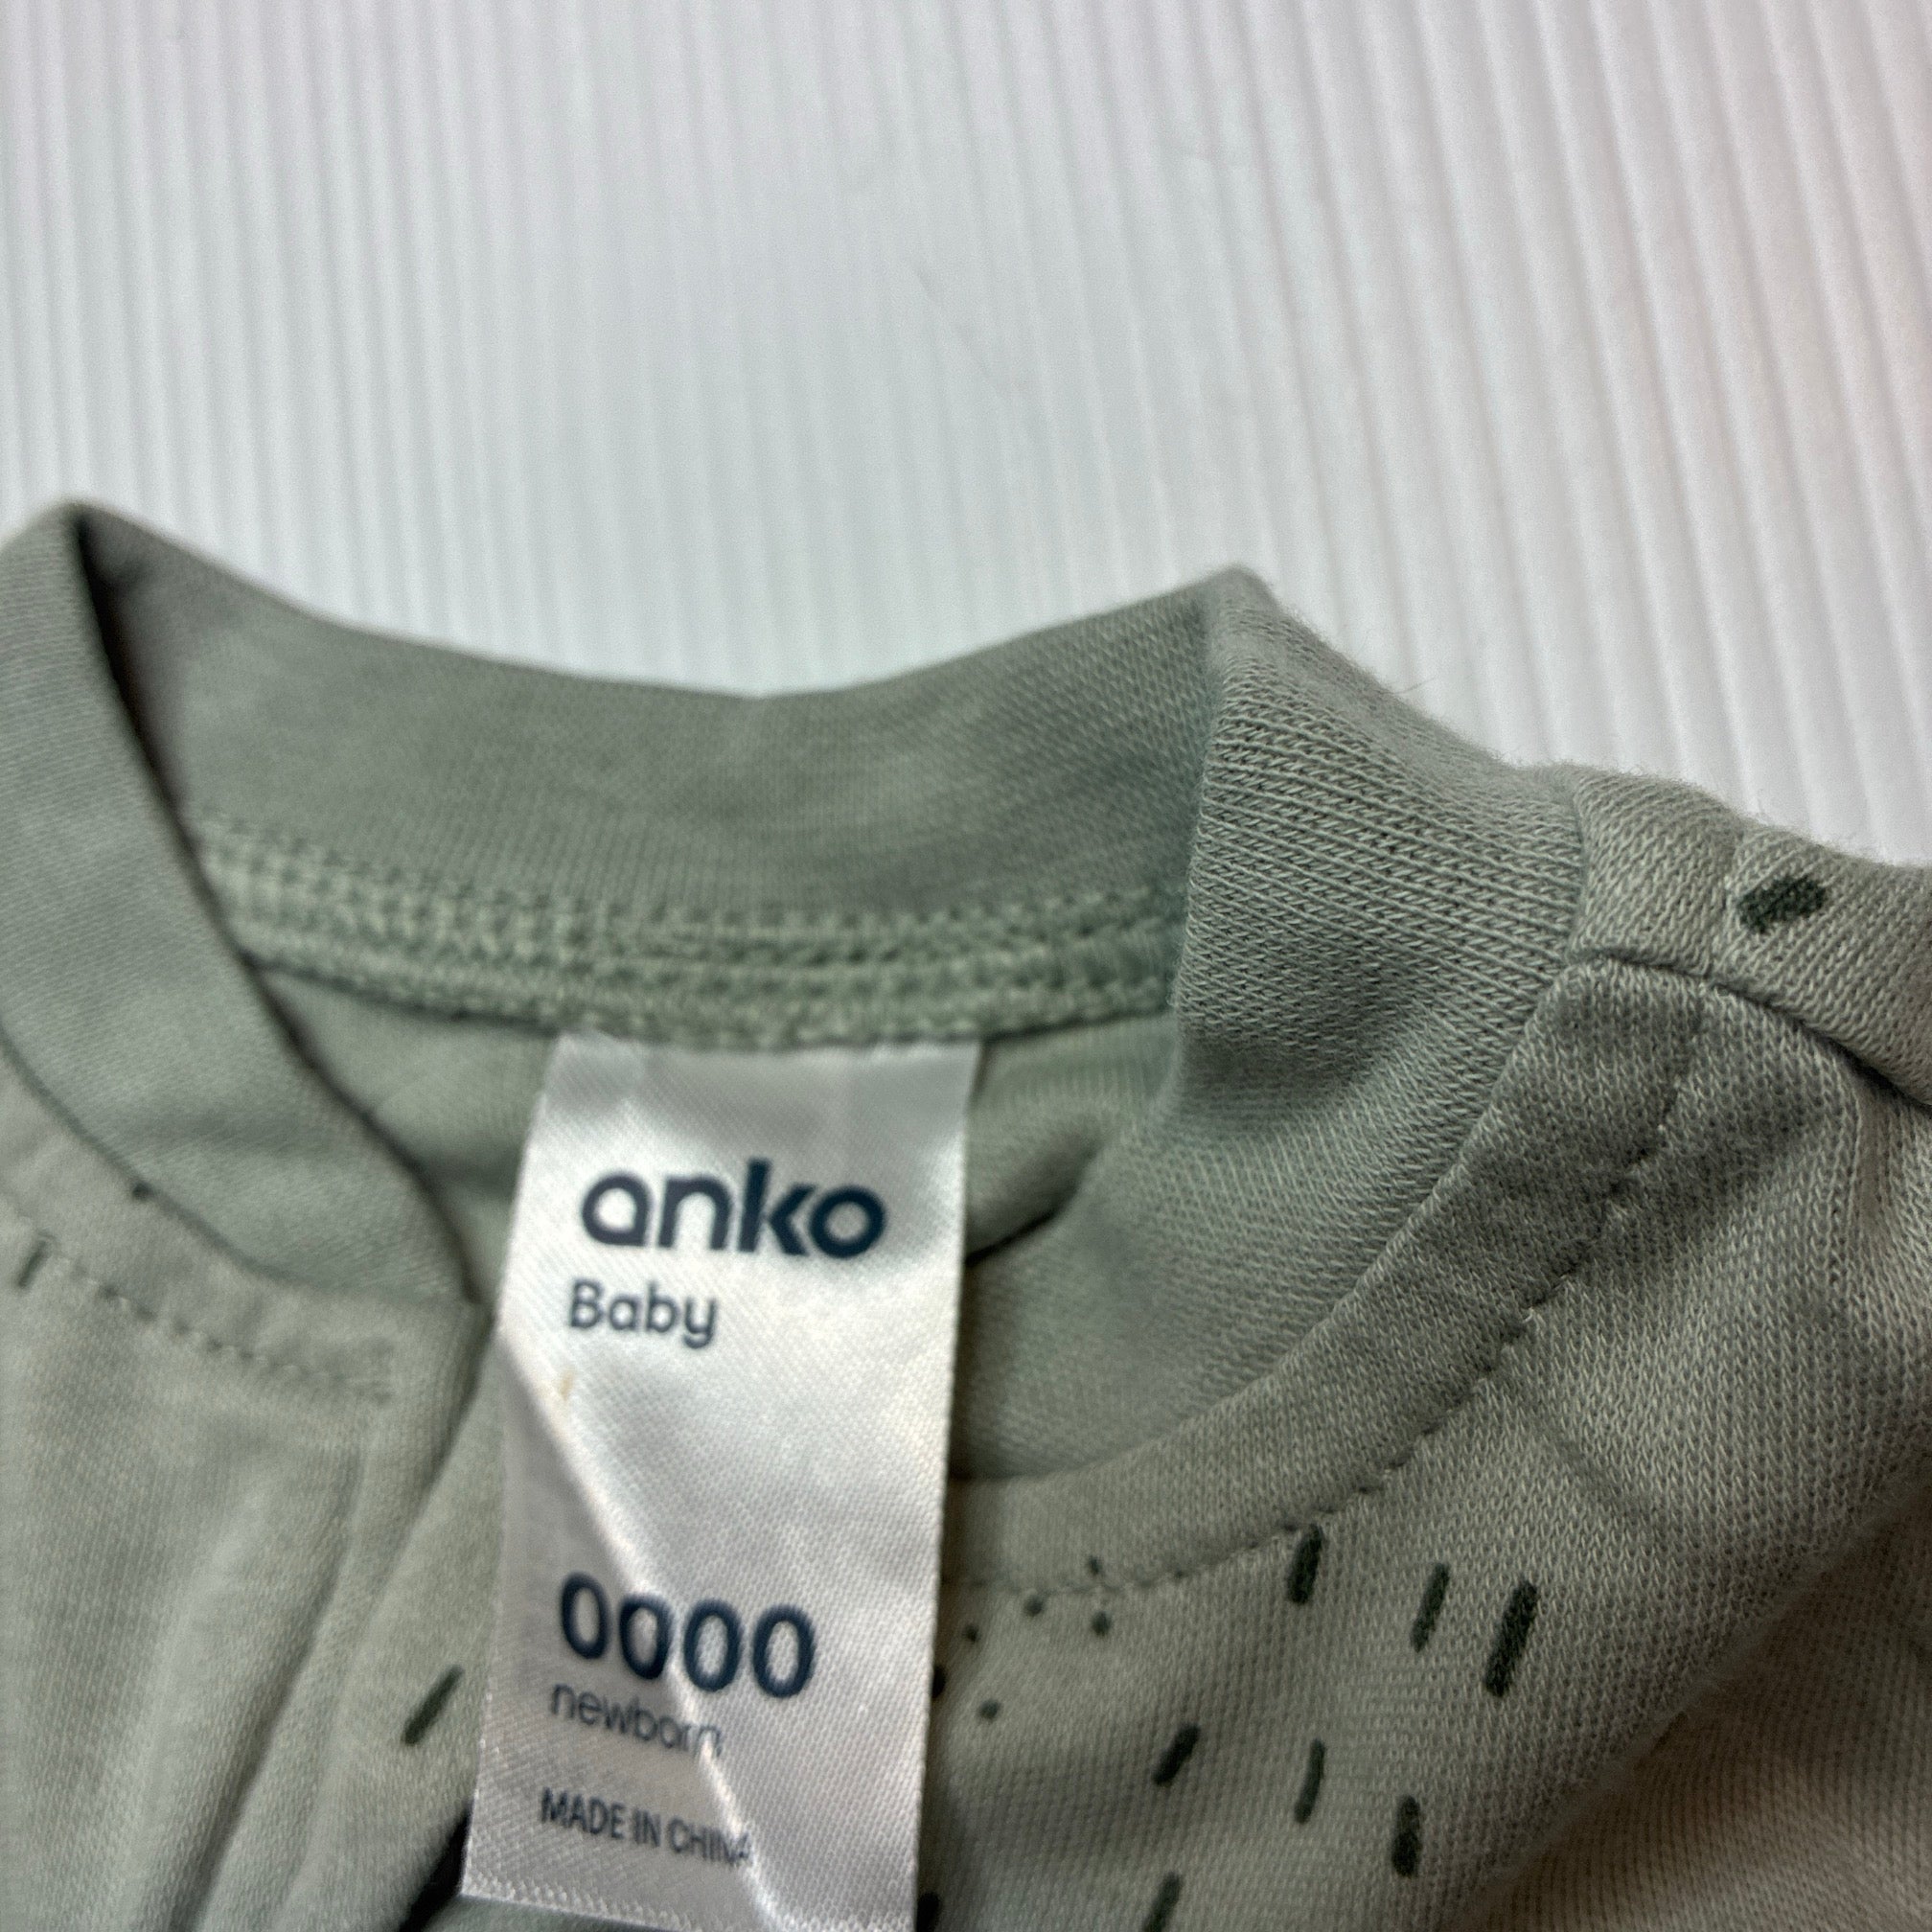 anko
Baby
0000
newborn
MADE IN CHINA